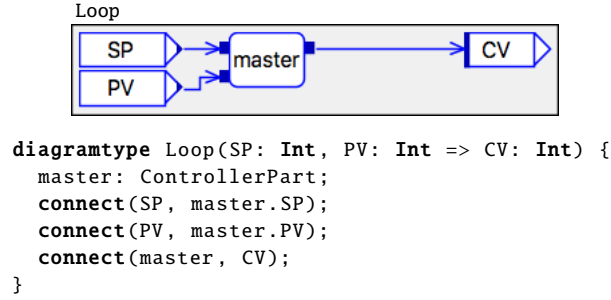 Loop
SP
master
CV
PV
diagramtype Loop(SP: Int, PV: Int => CV: Int) {
  master: ControllerPart;
  connect(SP, master.SP);
  connect(PV, master.PV);
  connect(master, CV);
}